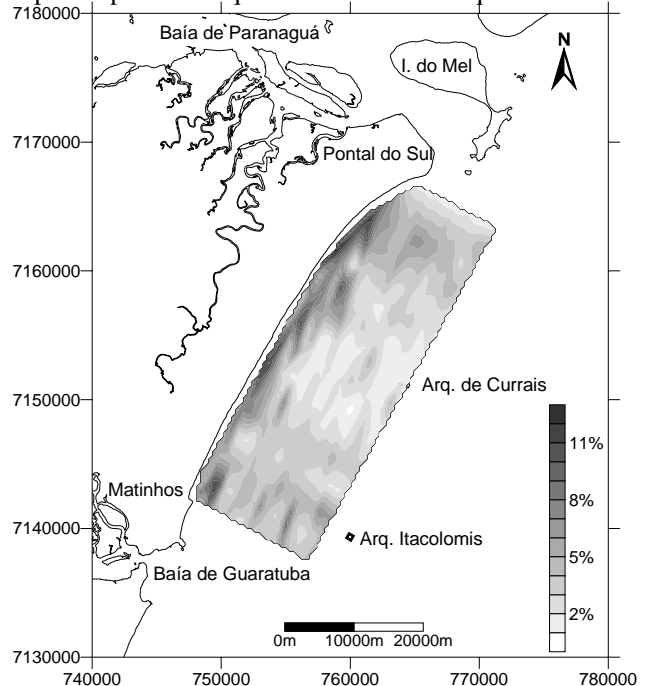 7180000
Baía de Paranaguá
N
I. do Mel
7170000
Pontal do Sul
7160000
7150000
Arq. de Currais
11%
Matinhos
8%
7140000
Arq. Itacolomis
5%
Baía de Guaratuba
2%
0m 10000m 20000m
7130000
740000 750000 760000 770000 780000